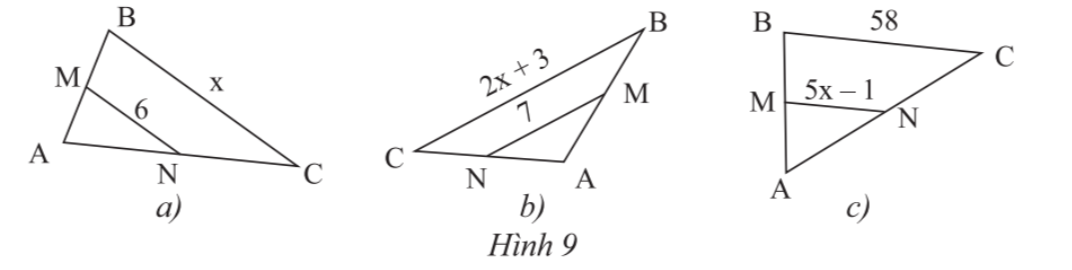 B
M
x
6
A
N
C
a)
B
2x + 3
M
7
C
N
A
b)
B
58
C
M
5x – 1
N
A
c)
Hình 9